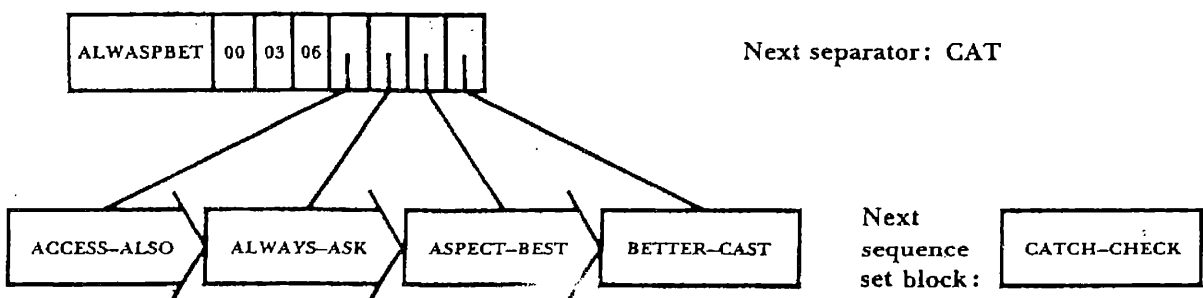 ALWASPBET 00 03 06
Next separator: CAT
ACCESS–ALSO
ALWAYS–ASK
ASPECT–BEST
BETTER–CAST
Next
sequence
set block:
CATCH–CHECK